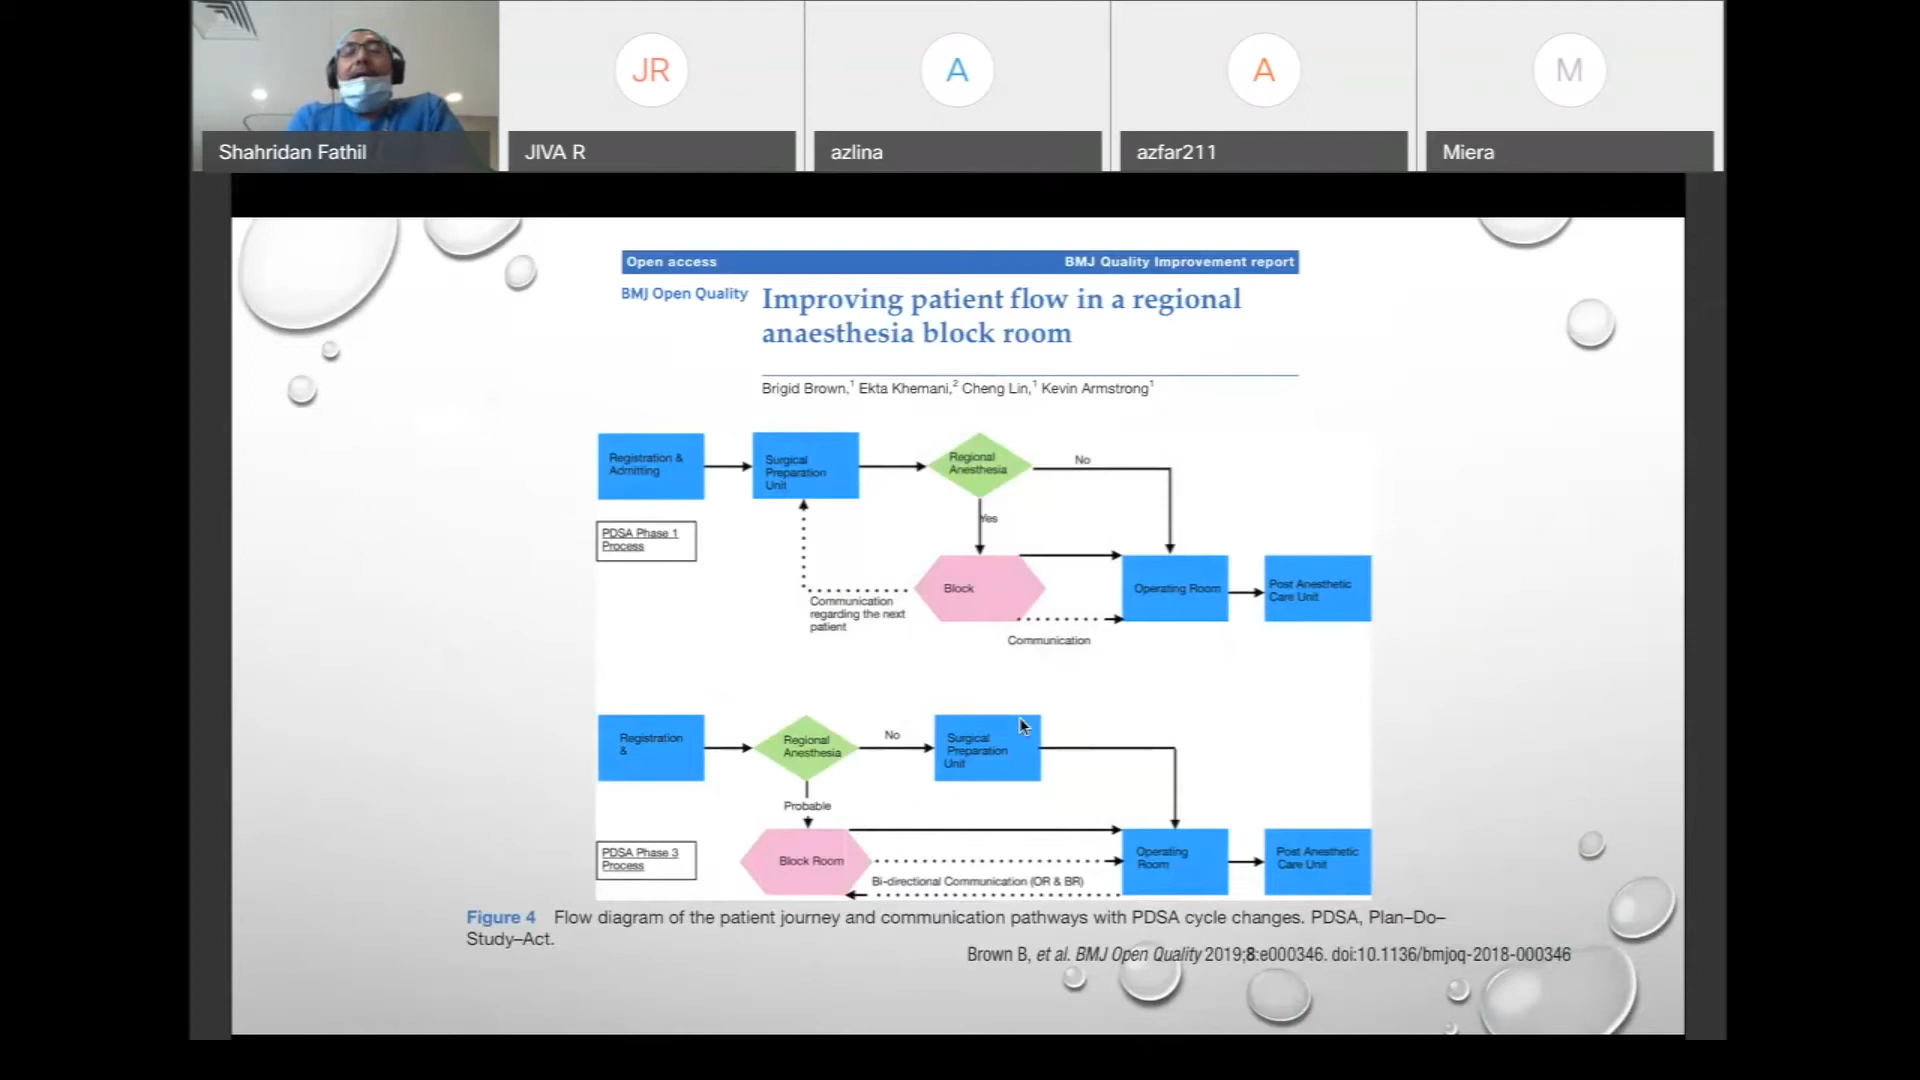 JR
A
A
M
Shahridan Fathil
JIVA R
azlina
azfar211
Miera
Open access
BMJ Quality Improvement report
BMJ Open Quality
Improving patient flow in a regional
anaesthesia block room
Brigid Brown,¹ Ekta Khemani,² Cheng Lin,¹ Kevin Armstrong¹
Registration &
Admitting
Surgical
Preparation
Unit
Regional
Anesthesia
No
Yes
PDSA Phase 1
Process
Block
Operating Room
Post Anesthetic
Care Unit
Communication
regarding the next
patient
Communication
Registration
&
Regional
Anesthesia
No
Surgical
Preparation
Unit
Probable
PDSA Phase 3
Process
Block Room
Operating
Room
Post Anesthetic
Care Unit
Bi-directional Communication (OR & BR)
Figure 4 Flow diagram of the patient journey and communication pathways with PDSA cycle changes. PDSA, Plan–Do–
Study–Act.
Brown B, et al. BMJ Open Quality 2019;8:e000346. doi:10.1136/bmjoq-2018-000346